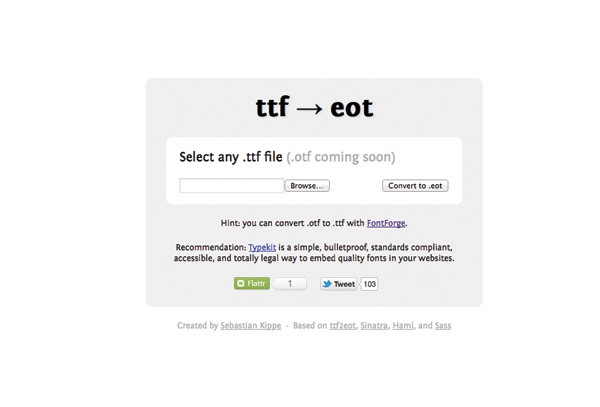 ttf → eot
Select any .ttf file (.otf coming soon)
Browse... Convert to .eot
Hint: you can convert .otf to .ttf with FontForge.
Recommendation: Typekit is a simple, bulletproof, standards compliant,
accessible, and totally legal way to embed quality fonts in your websites.
Flattr 1 Tweet 103
Created by Sebastian Kippe - Based on ttf2eot, Sinatra, Haml, and Sass